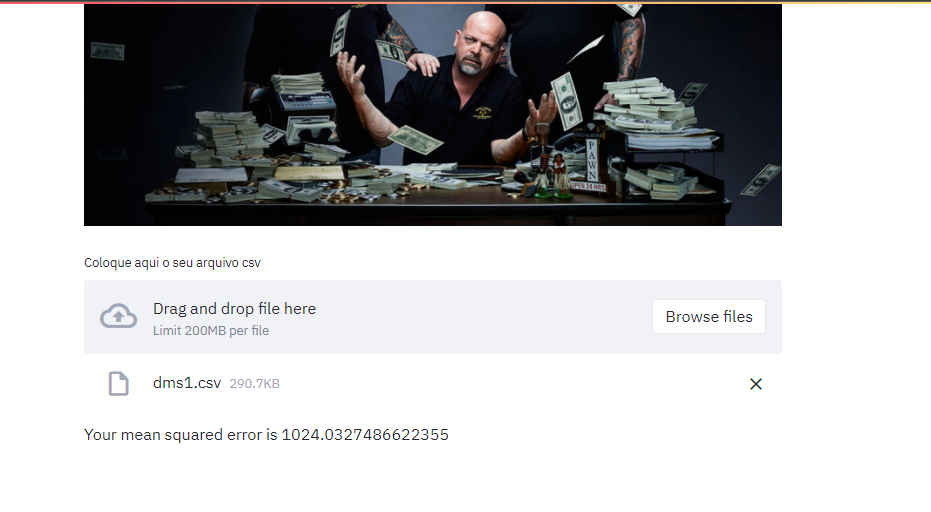 PAWN
OPEN 24 HRS
Coloque aqui o seu arquivo csv
Drag and drop file here
Limit 200MB per file
Browse files
dms1.csv 290.7KB
Your mean squared error is 1024.0327486622355